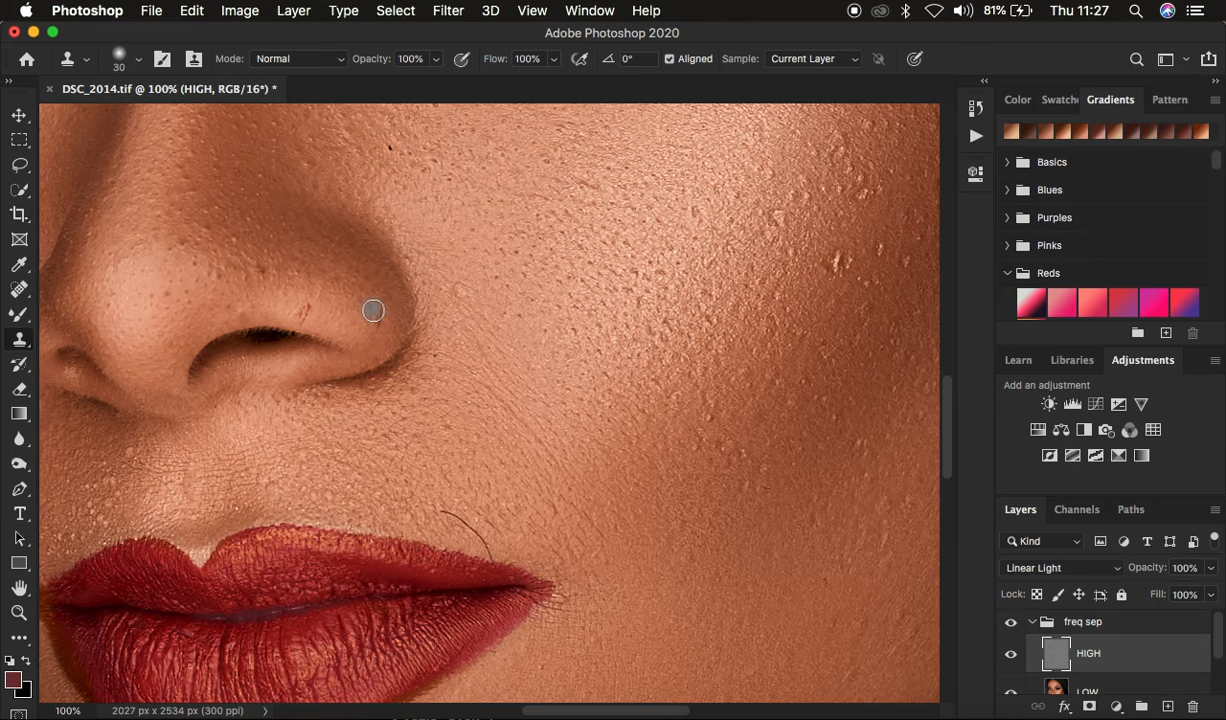 Photoshop File Edit Image Layer Type Select Filter 3D View Window Help 81% Thu 11:27
Adobe Photoshop 2020
30 Mode: Normal Opacity: 100% Flow: 100% 0° Aligned Sample: Current Layer
DSC_2014.tif @ 100% (HIGH, RGB/16*) *
Color Swatche Gradients Pattern
Basics
Blues
Purples
Pinks
Reds
Learn Libraries Adjustments
Add an adjustment
Layers Channels Paths
Kind
Linear Light Opacity: 100%
Lock: Fill: 100%
freq sep
HIGH
LOW
fx
100% 2027 px x 2534 px (300 ppi)